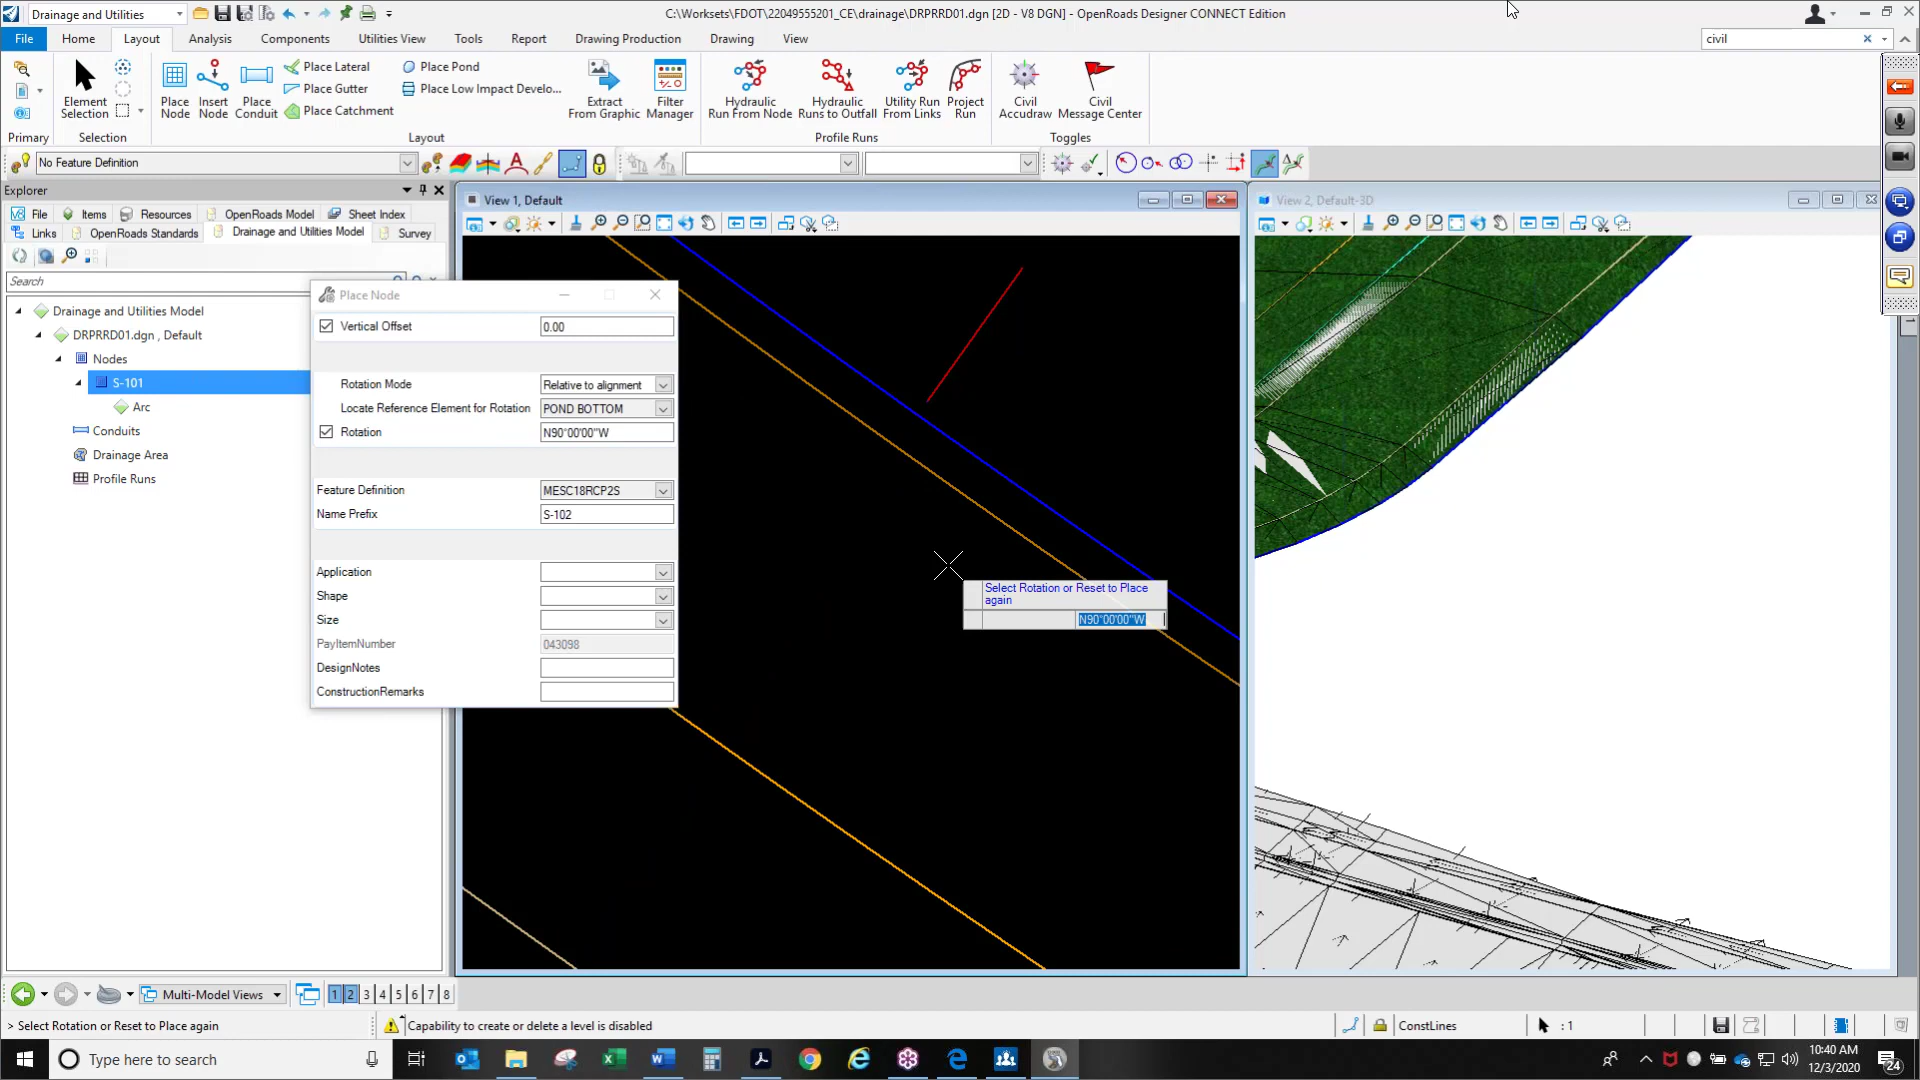 Drawing and Utilities
C:\Worksets\FDOT\22049555201_CE\drainage\DRPRRD01.dgn [2D - V8 DGN] - OpenRoads Designer CONNECT Edition
File Home Layout Analysis Components Utilities View Tools Report Drawing Production Drawing View
civil
Element Selection
Place Node
Insert Node
Place Conduit
Place Lateral
Place Gutter
Place Catchment
Place Pond
Place Low Impact Develo...
Extract From Graphic
Filter Manager
Hydraulic Run From Node
Hydraulic Runs to Outfall
Utility Run From Links
Project Run
Civil Accudraw
Civil Message Center
Primary Selection Layout Profile Runs Toggles
No Feature Definition
Explorer
File Items Resources OpenRoads Model Sheet Index
Links OpenRoads Standards Drainage and Utilities Model Survey
Search
Drainage and Utilities Model
DRPRRD01.dgn , Default
Nodes
S-101
Arc
Conduits
Drainage Area
Profile Runs
View 1, Default
View 2, Default-3D
Place Node
Vertical Offset 0.00
Rotation Mode Relative to alignment
Locate Reference Element for Rotation POND BOTTOM
Rotation N90°00'00"W
Feature Definition MESC18RCP2S
Name Prefix S-102
Application
Shape
Size
PayItemNumber 043098
DesignNotes
ConstructionRemarks
Select Rotation or Reset to Place
again
N90°00'00"W
Multi-Model Views 1 2 3 4 5 6 7 8
> Select Rotation or Reset to Place again
Capability to create or delete a level is disabled
ConstLines
: 1
Type here to search
10:40 AM
12/3/2020
24